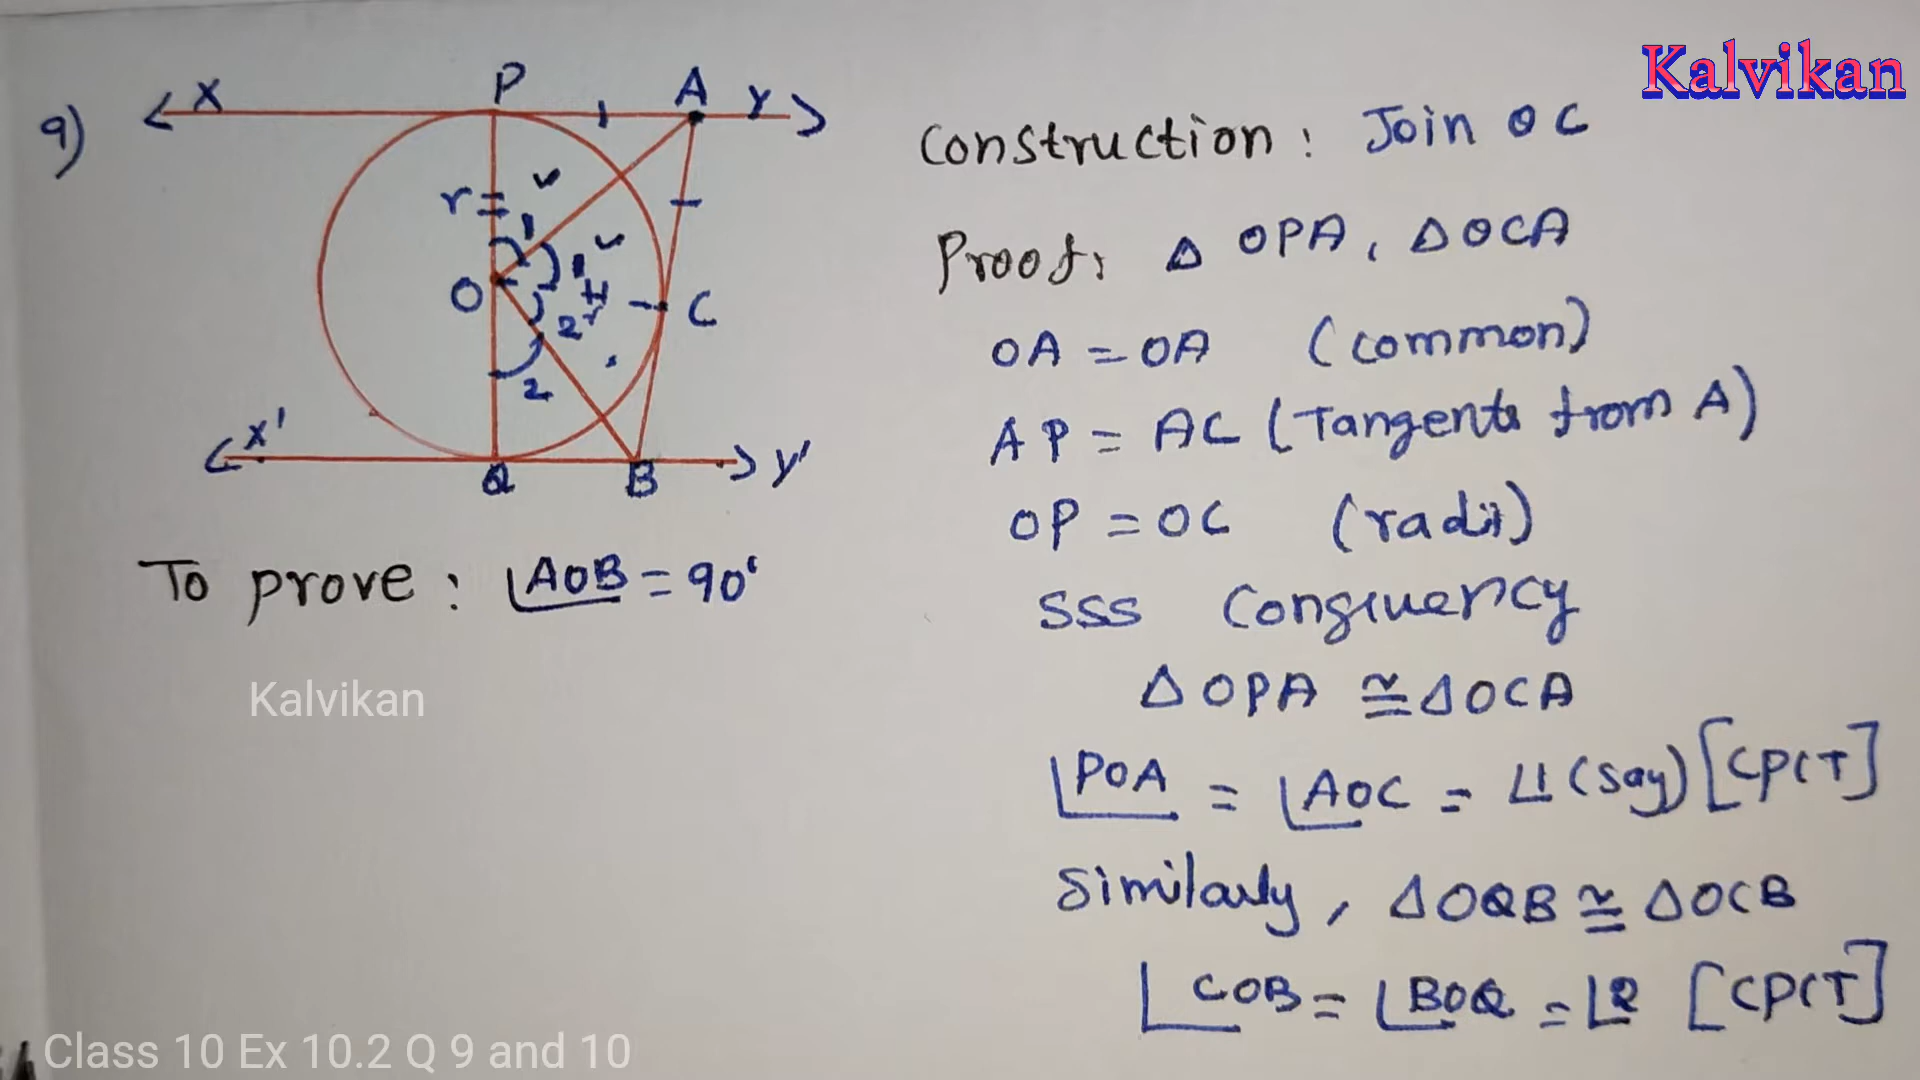 Kalvikan
9)
X P A Y
r
1
1
O
r
2
C
2
X' Q B Y'
To prove : ∠AOB = 90°
Kalvikan
Class 10 Ex 10.2 Q 9 and 10
Construction : Join OC
Proof: △ OPA, △OCA
OA = OA (common)
AP = AC (Tangents from A)
OP = OC (radii)
SSS Congruency
△OPA ≅ △OCA
∠POA = ∠AOC = ∠1 (say) [CPCT]
Similarly, △OQB ≅ △OCB
∠COB = ∠BOQ = ∠2 [CPCT]